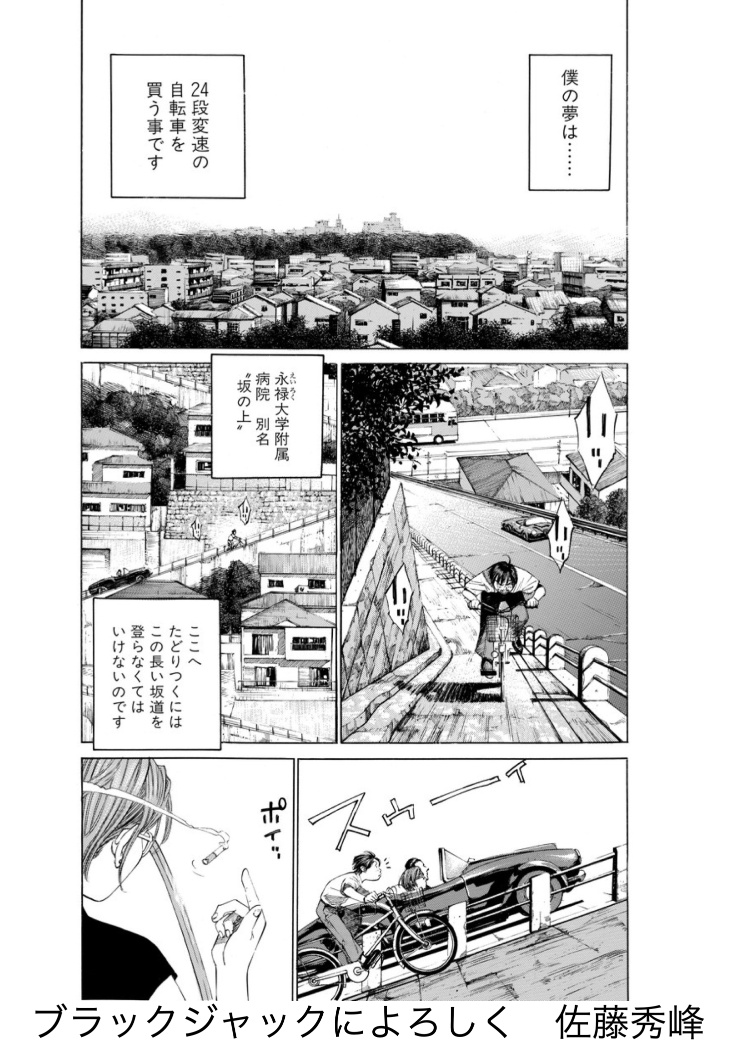 僕の夢は……
24段変速の
自転車を
買う事です
永禄大学附属
えいろく
病院　別名
〝坂の上〟
ここへ
たどりつくには
この長い坂道を
登らなくては
いけないのです
スゥーィ
ポイッ
ブラックジャックによろしく　佐藤秀峰